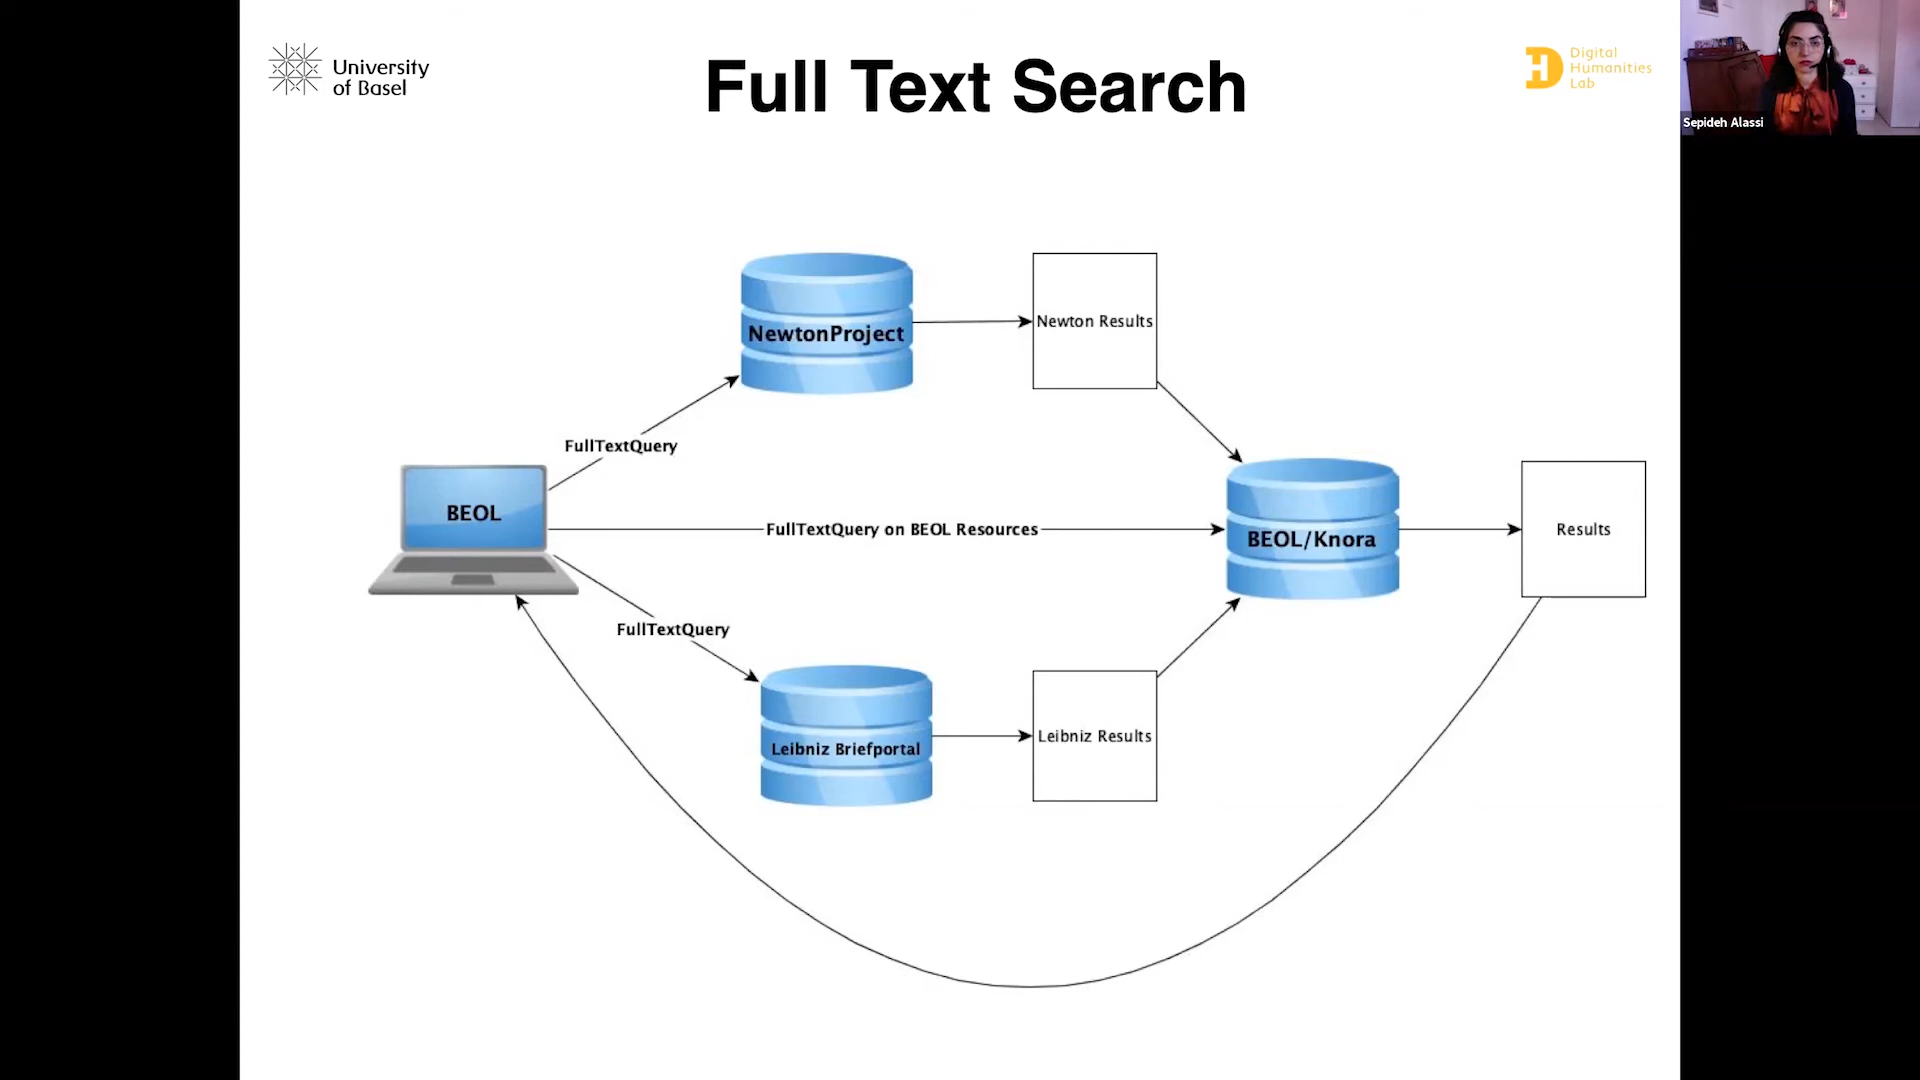 University
of Basel
Full Text Search
Digital
Humanities
Lab
Sepideh Alassi
NewtonProject
Newton Results
FullTextQuery
BEOL
FullTextQuery on BEOL Resources
BEOL/Knora
Results
FullTextQuery
Leibniz Briefportal
Leibniz Results